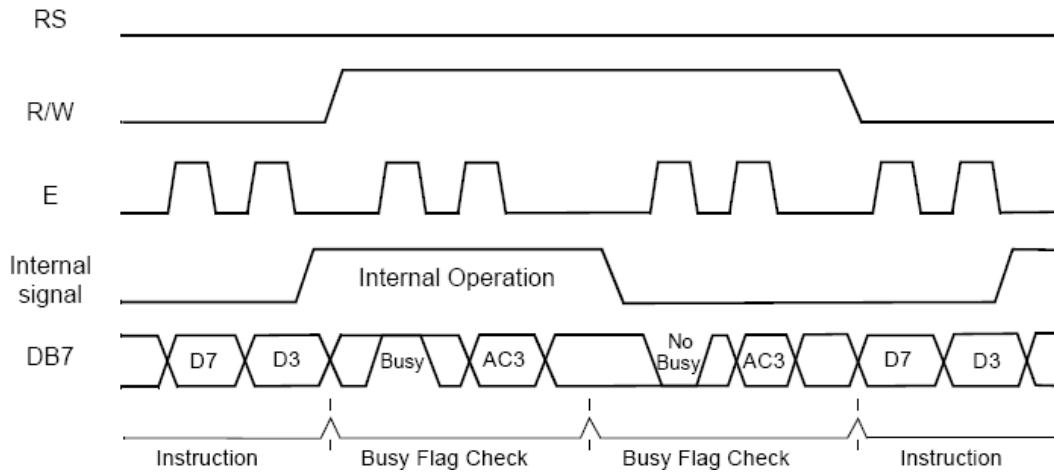 RS
R/W
E
Internal
signal
Internal Operation
DB7
D7
D3
Busy
AC3
No
Busy
AC3
D7
D3
Instruction
Busy Flag Check
Busy Flag Check
Instruction